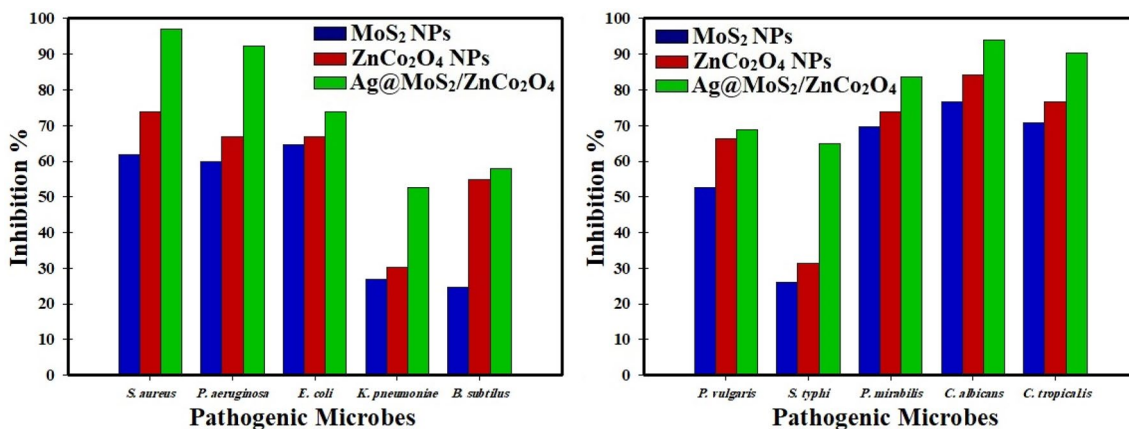 100
90
80
70
60
50
40
30
20
10
0
Inhibition %
MoS₂ NPs
ZnCo₂O₄ NPs
Ag@MoS₂/ZnCo₂O₄
S. aureus P. aeruginosa E. coli K. pneumoniae B. subtilus
Pathogenic Microbes
100
90
80
70
60
50
40
30
20
10
0
Inhibition %
MoS₂ NPs
ZnCo₂O₄ NPs
Ag@MoS₂/ZnCo₂O₄
P. vulgaris S. typhi P. mirabilis C. albicans C. tropicalis
Pathogenic Microbes